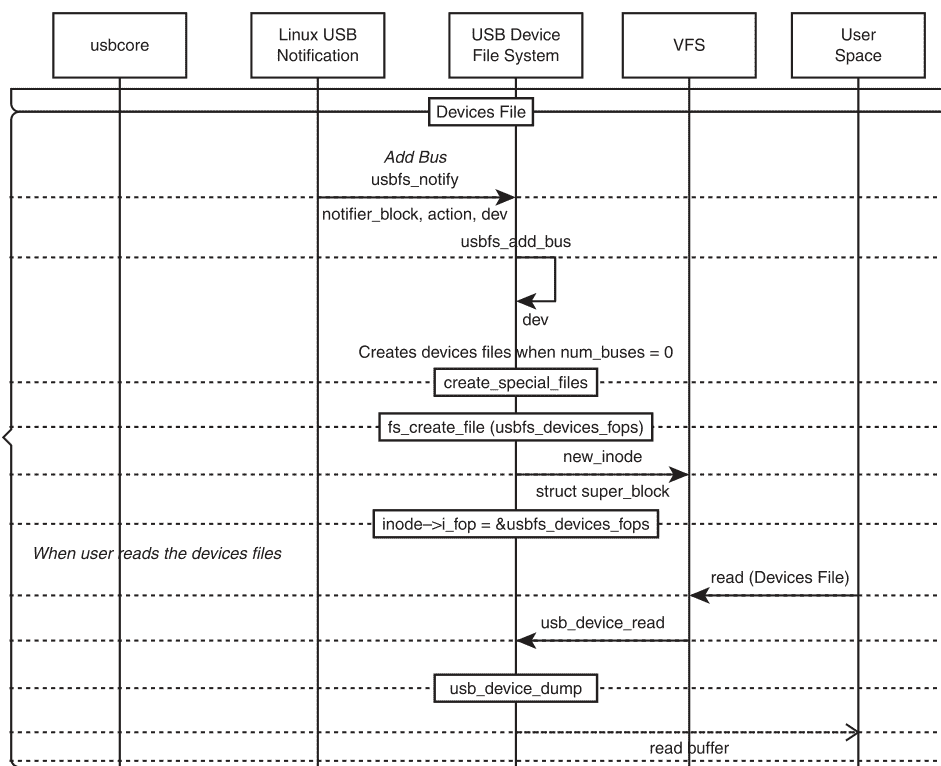 usbcore
Linux USB
Notification
USB Device
File System
VFS
User
Space
Devices File
Add Bus
usbfs_notify
notifier_block, action, dev
usbfs_add_bus
dev
Creates devices files when num_buses = 0
create_special_files
fs_create_file (usbfs_devices_fops)
new_inode
struct super_block
inode–>i_fop = &usbfs_devices_fops
When user reads the devices files
read (Devices File)
usb_device_read
usb_device_dump
read buffer